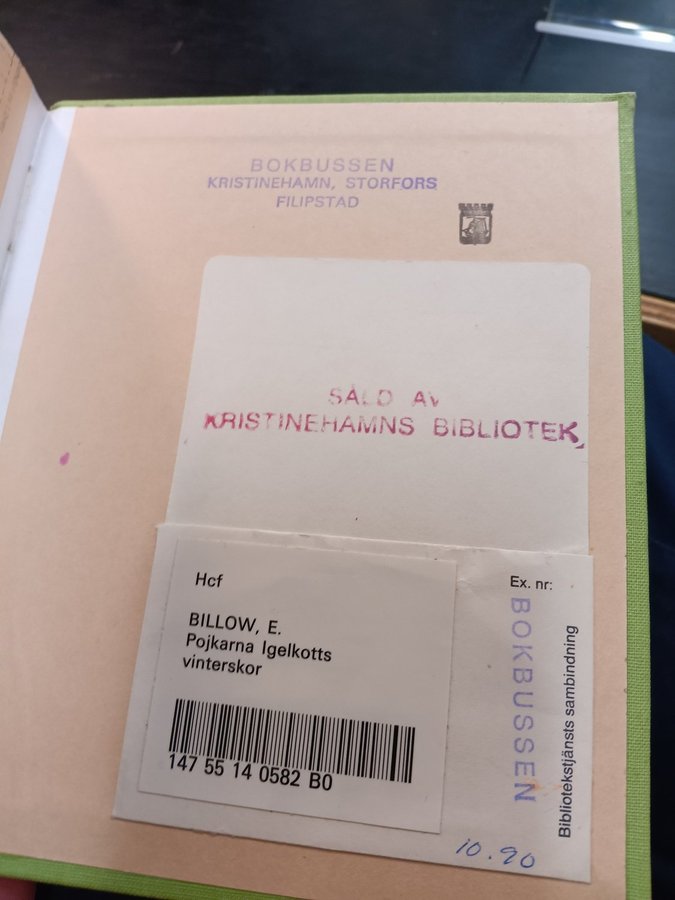 BOKBUSSEN
KRISTINEHAMN, STORFORS
FILIPSTAD
SÅLD AV
KRISTINEHAMNS BIBLIOTEK
Hcf
BILLOW, E.
Pojkarna Igelkotts
vinterskor
147 55 14 0582 B0
Ex. nr:
BOKBUSSEN
Bibliotekstjänsts sambindning
10.90